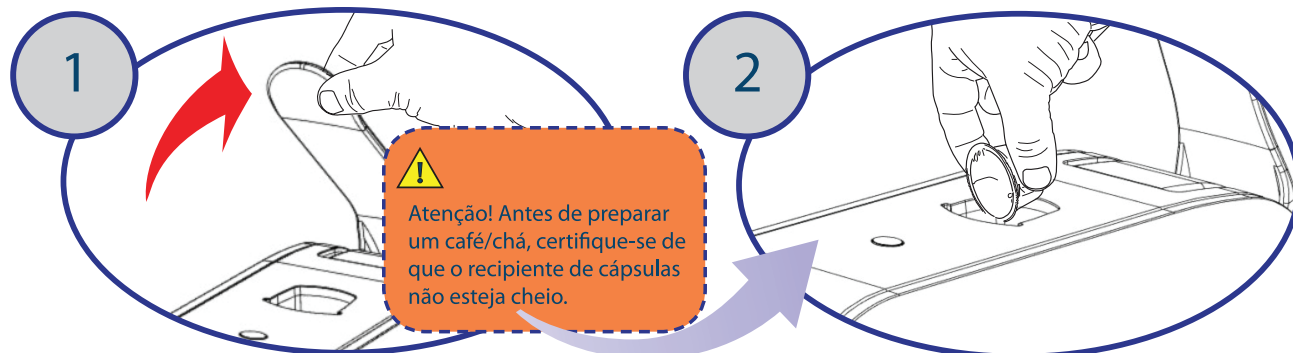 1
2
!
Atenção! Antes de preparar
um café/chá, certifique-se de
que o recipiente de cápsulas
não esteja cheio.